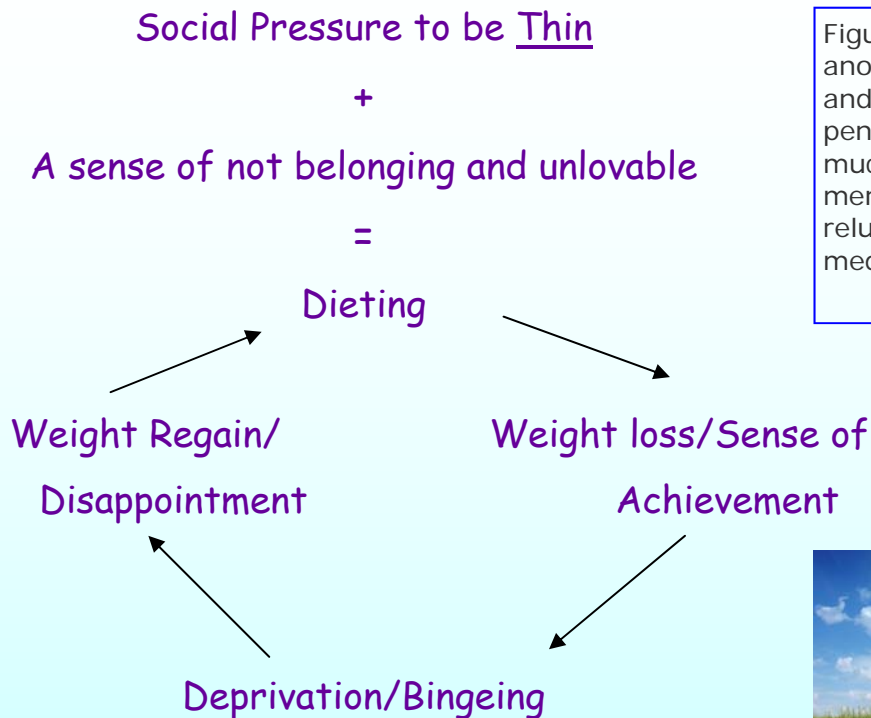 Social Pressure to be Thin
+
A sense of not belonging and unlovable
=
Dieting
Weight Regain/
Disappointment
Weight loss/Sense of
Achievement
Deprivation/Bingeing
and